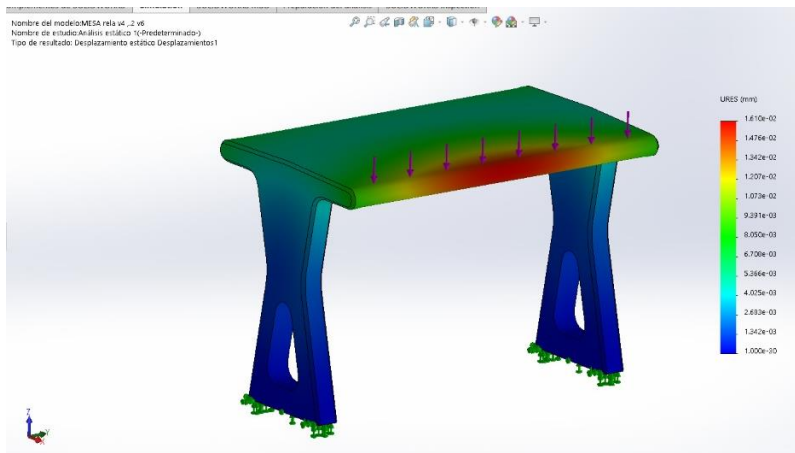 Nombre del modelo:MESA rela v4 ,.2 v6
Nombre de estudio:Análisis estático 1(-Predeterminado-)
Tipo de resultado: Desplazamiento estático Desplazamientos1
URES (mm)
1.610e-02
1.476e-02
1.342e-02
1.207e-02
1.073e-02
9.391e-03
8.050e-03
6.708e-03
5.366e-03
4.025e-03
2.683e-03
1.342e-03
1.000e-30
Z
Y
X